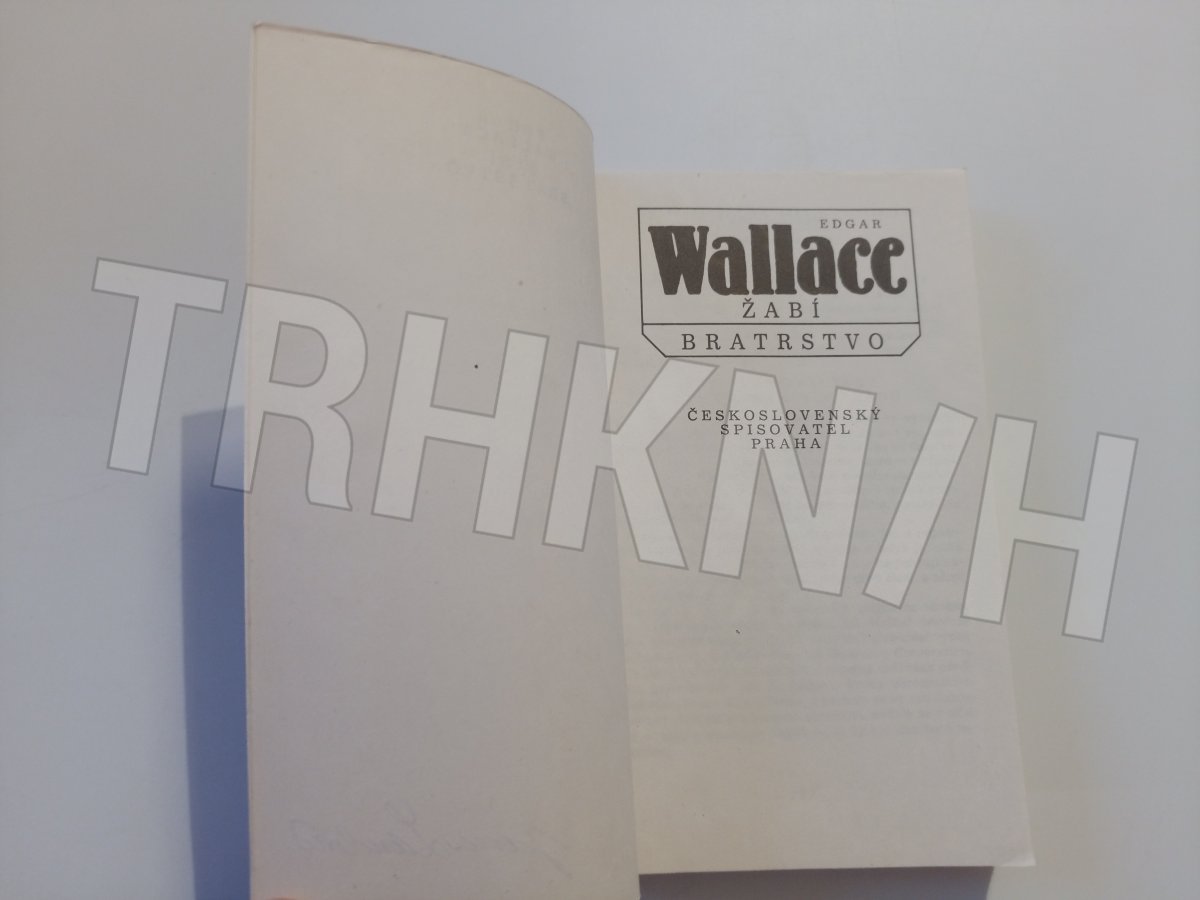 EDGAR
Wallace
ŽABÍ
BRATRSTVO
ČESKOSLOVENSKÝ
SPISOVATEL
PRAHA
TRHKNIH